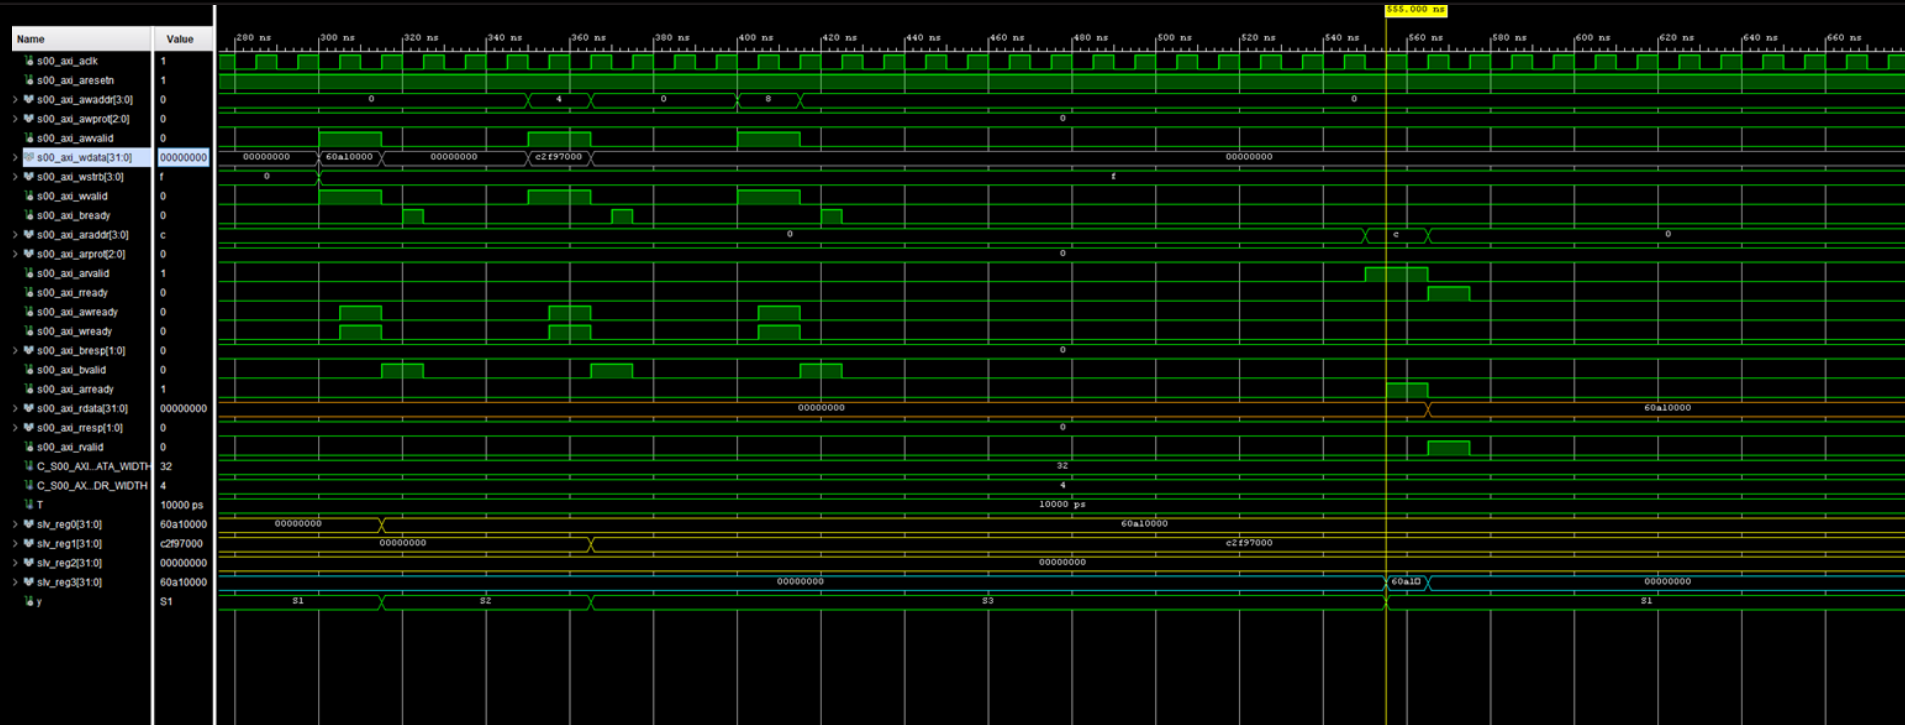 555.000 ns
Name Value 280 ns 300 ns 320 ns 340 ns 360 ns 380 ns 400 ns 420 ns 440 ns 460 ns 480 ns 500 ns 520 ns 540 ns 560 ns 580 ns 600 ns 620 ns 640 ns 660 ns
s00_axi_aclk 1
s00_axi_aresetn 1
s00_axi_awaddr[3:0] 0 0 4 0 8 0
s00_axi_awprot[2:0] 0 0
s00_axi_awvalid 0
s00_axi_wdata[31:0] 00000000 00000000 60a10000 00000000 c2f97000 00000000
s00_axi_wstrb[3:0] f 0 f
s00_axi_wvalid 0
s00_axi_bready 0
s00_axi_araddr[3:0] c 0 c 0
s00_axi_arprot[2:0] 0 0
s00_axi_arvalid 1
s00_axi_rready 0
s00_axi_awready 0
s00_axi_wready 0
s00_axi_bresp[1:0] 0 0
s00_axi_bvalid 0
s00_axi_arready 1
s00_axi_rdata[31:0] 00000000 00000000 60a10000
s00_axi_rresp[1:0] 0 0
s00_axi_rvalid 0
C_S00_AXI...ATA_WIDTH 32 32
C_S00_AX...DR_WIDTH 4 4
T 10000 ps 10000 ps
slv_reg0[31:0] 60a10000 00000000 60a10000
slv_reg1[31:0] c2f97000 00000000 c2f97000
slv_reg2[31:0] 00000000 00000000
slv_reg3[31:0] 60a10000 00000000 60a1 00000000
y S1 S1 S2 S3 S1